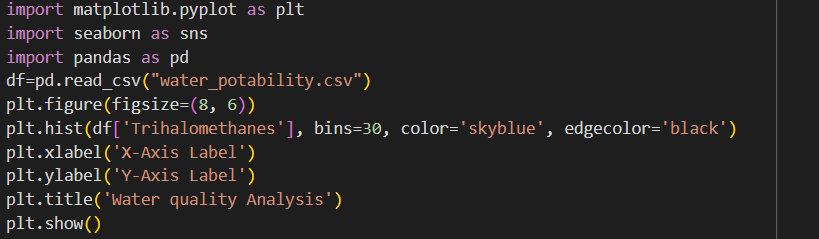 import matplotlib.pyplot as plt
import seaborn as sns
import pandas as pd
df=pd.read_csv("water_potability.csv")
plt.figure(figsize=(8, 6))
plt.hist(df['Trihalomethanes'], bins=30, color='skyblue', edgecolor='black')
plt.xlabel('X-Axis Label')
plt.ylabel('Y-Axis Label')
plt.title('Water quality Analysis')
plt.show()